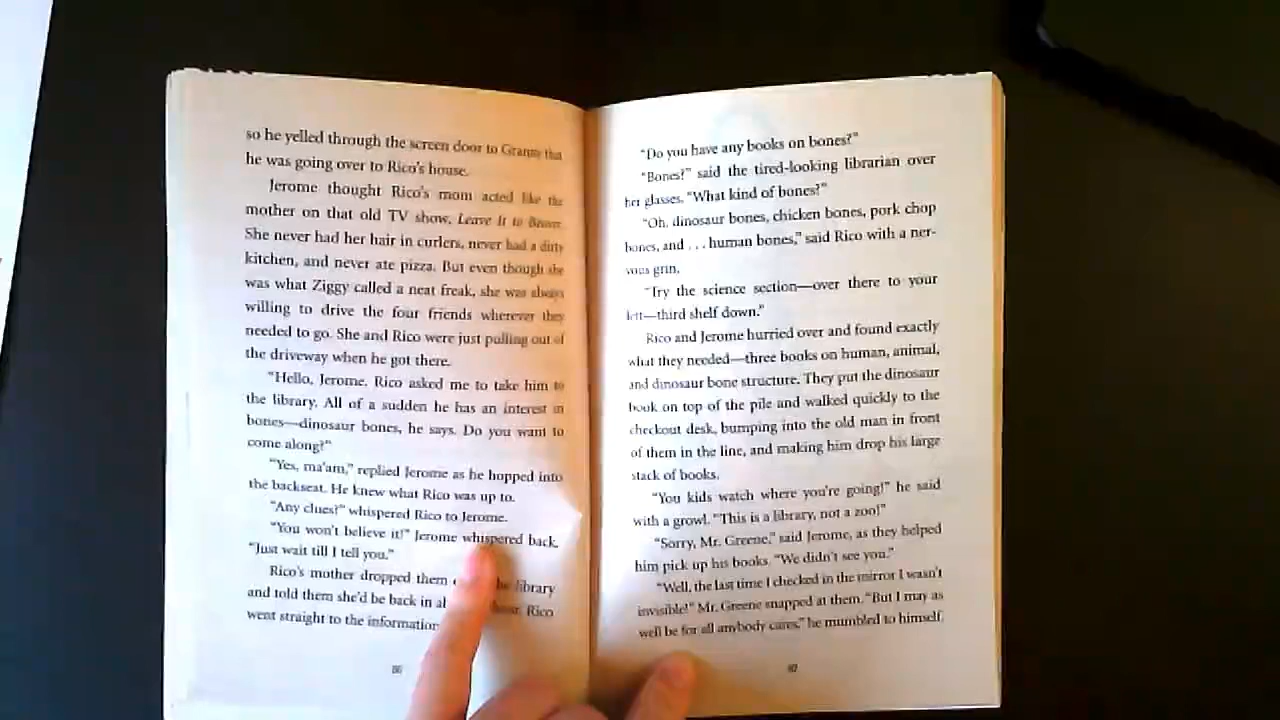 so he yelled through the screen door to Granny that
he was going over to Rico's house.
Jerome thought Rico's mom acted like the
mother on that old TV show, Leave It to Beaver.
She never had her hair in curlers, never had a dirty
kitchen, and never ate pizza. But even though she
was what Ziggy called a neat freak, she was always
willing to drive the four friends wherever they
needed to go. She and Rico were just pulling out of
the driveway when he got there.
"Hello, Jerome. Rico asked me to take him to
the library. All of a sudden he has an interest in
bones—dinosaur bones, he says. Do you want to
come along?"
"Yes, ma'am," replied Jerome as he hopped into
the backseat. He knew what Rico was up to.
"Any clues?" whispered Rico to Jerome.
"You won't believe it!" Jerome whispered back.
"Just wait till I tell you."
Rico's mother dropped them library
and told them she'd be back in hour. Rico
went straight to the information
86
"Do you have any books on bones?"
"Bones?" said the tired-looking librarian over
her glasses. "What kind of bones?"
"Oh, dinosaur bones, chicken bones, pork chop
bones, and . . . human bones," said Rico with a ner-
vous grin.
"Try the science section—over there to your
left—third shelf down."
Rico and Jerome hurried over and found exactly
what they needed—three books on human, animal,
and dinosaur bone structure. They put the dinosaur
book on top of the pile and walked quickly to the
checkout desk, bumping into the old man in front
of them in the line, and making him drop his large
stack of books.
"You kids watch where you're going!" he said
with a growl. "This is a library, not a zoo!"
"Sorry, Mr. Greene," said Jerome, as they helped
him pick up his books. "We didn't see you."
"Well, the last time I checked in the mirror I wasn't
invisible!" Mr. Greene snapped at them. "But I may as
well be for all anybody cares," he mumbled to himself.
87